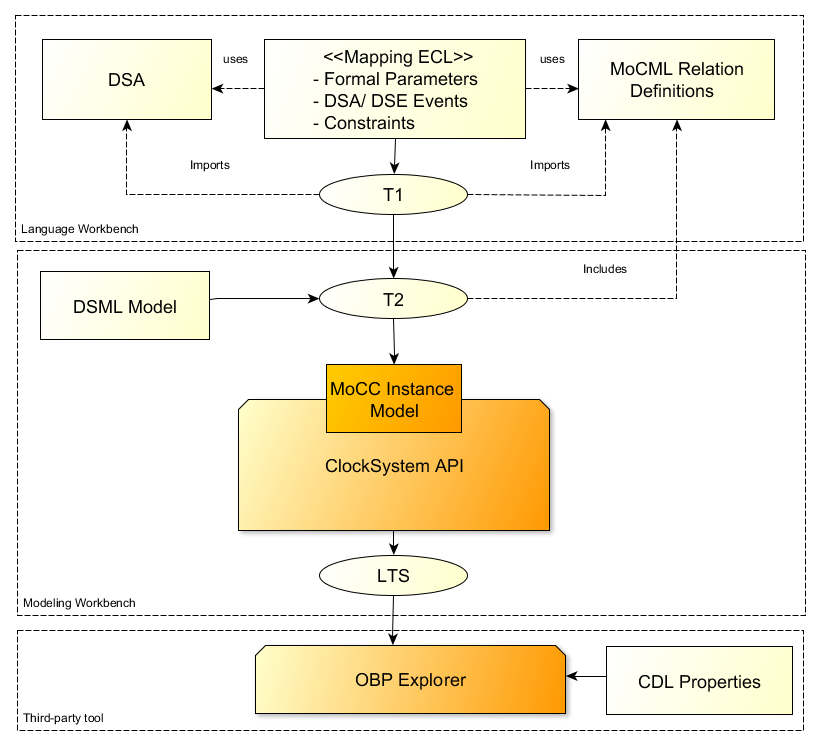 DSA
uses
<<Mapping ECL>>
- Formal Parameters
- DSA/ DSE Events
- Constraints
uses
MoCML Relation
Definitions
Imports
Imports
T1
Language Workbench
Includes
DSML Model
T2
MoCC Instance
Model
ClockSystem API
LTS
Modeling Workbench
OBP Explorer
CDL Properties
Third-party tool